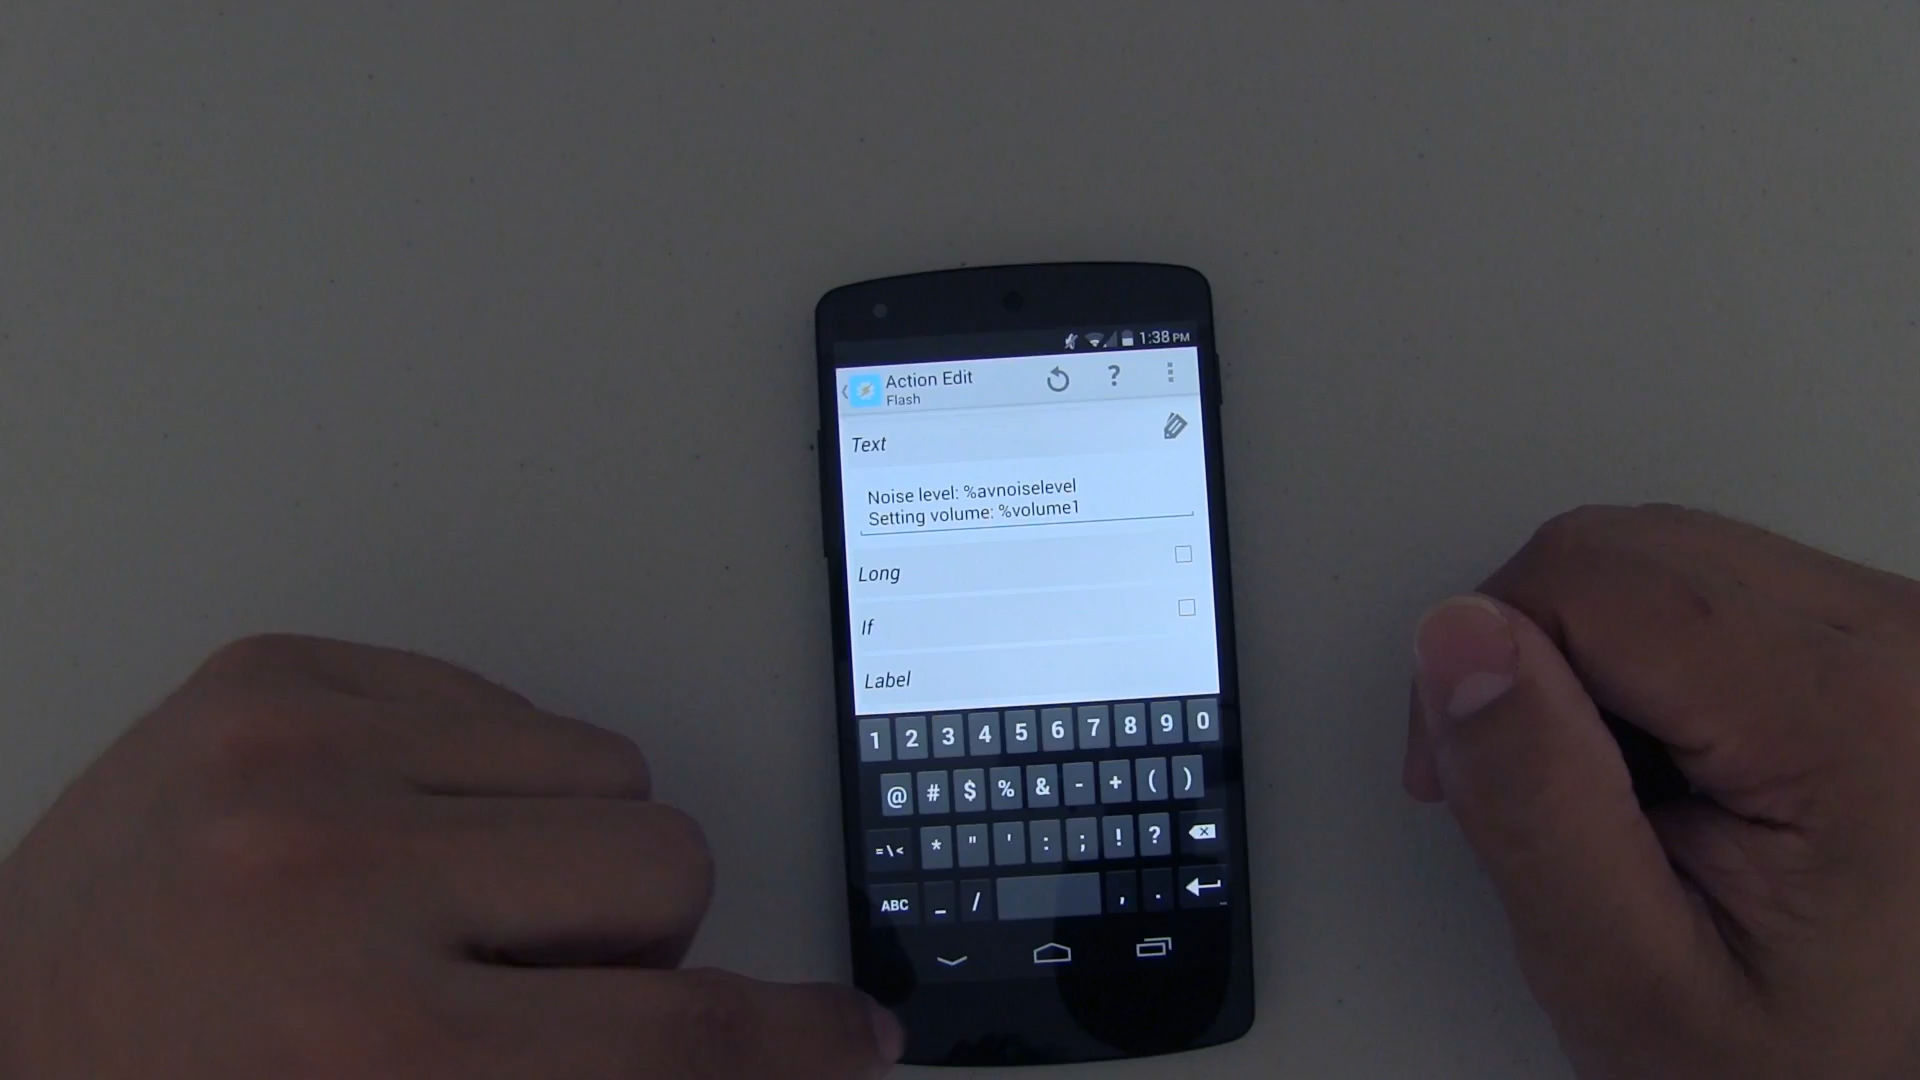 1:38 PM
Action Edit
Flash
?
Text
Noise level: %avnoiselevel
Setting volume: %volume1
Long
If
Label
1 2 3 4 5 6 7 8 9 0
@ # $ % & - + ( )
=\< * " ' : ; ! ?
ABC _ / , .